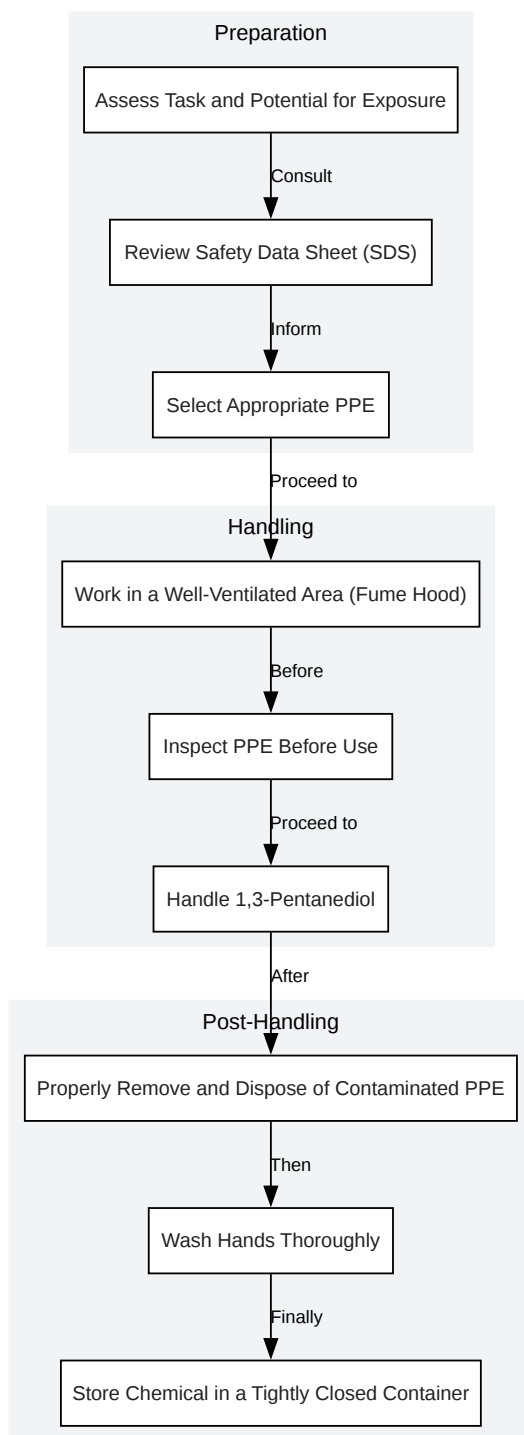 Preparation
Assess Task and Potential for Exposure
Consult
Review Safety Data Sheet (SDS)
Inform
Select Appropriate PPE
Proceed to
Handling
Work in a Well-Ventilated Area (Fume Hood)
Before
Inspect PPE Before Use
Proceed to
Handle 1,3-Pentanediol
After
Post-Handling
Properly Remove and Dispose of Contaminated PPE
Then
Wash Hands Thoroughly
Finally
Store Chemical in a Tightly Closed Container